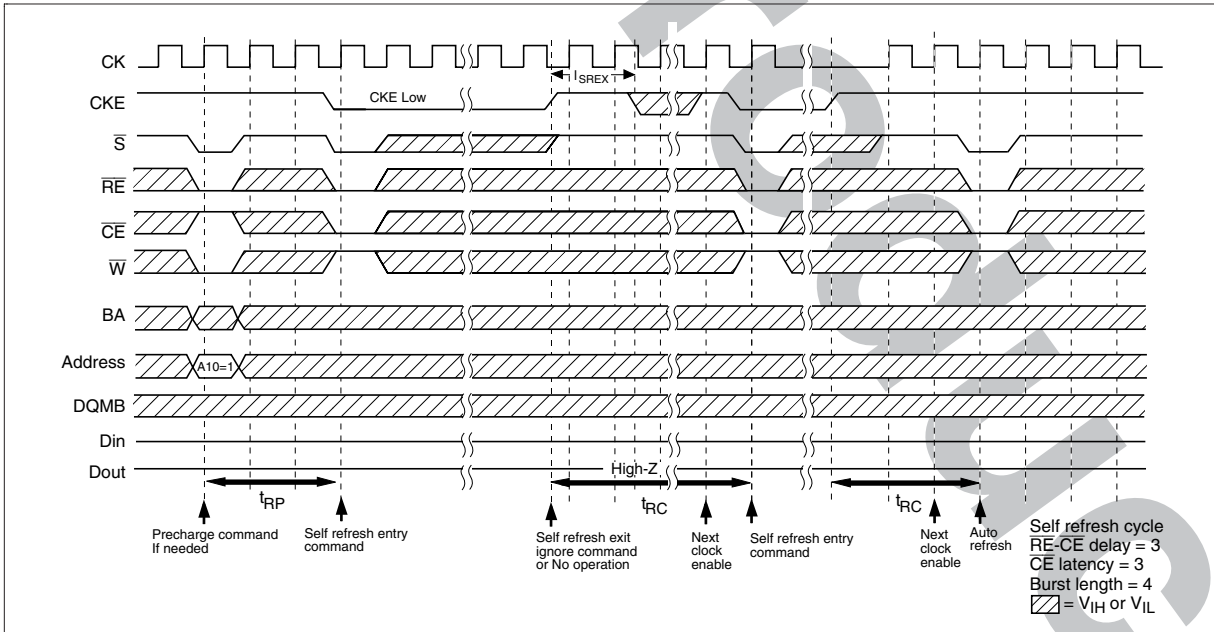 CK
lSREX
CKE
CKE Low
S
RE
CE
W
BA
Address
A10=1
DQMB
Din
Dout
High-Z
tRP
tRC
tRC
Precharge command
If needed
Self refresh entry
command
Self refresh exit
ignore command
or No operation
Next
clock
enable
Self refresh entry
command
Next
clock
enable
Auto
refresh
Self refresh cycle
RE-CE delay = 3
CE latency = 3
Burst length = 4
= VIH or VIL